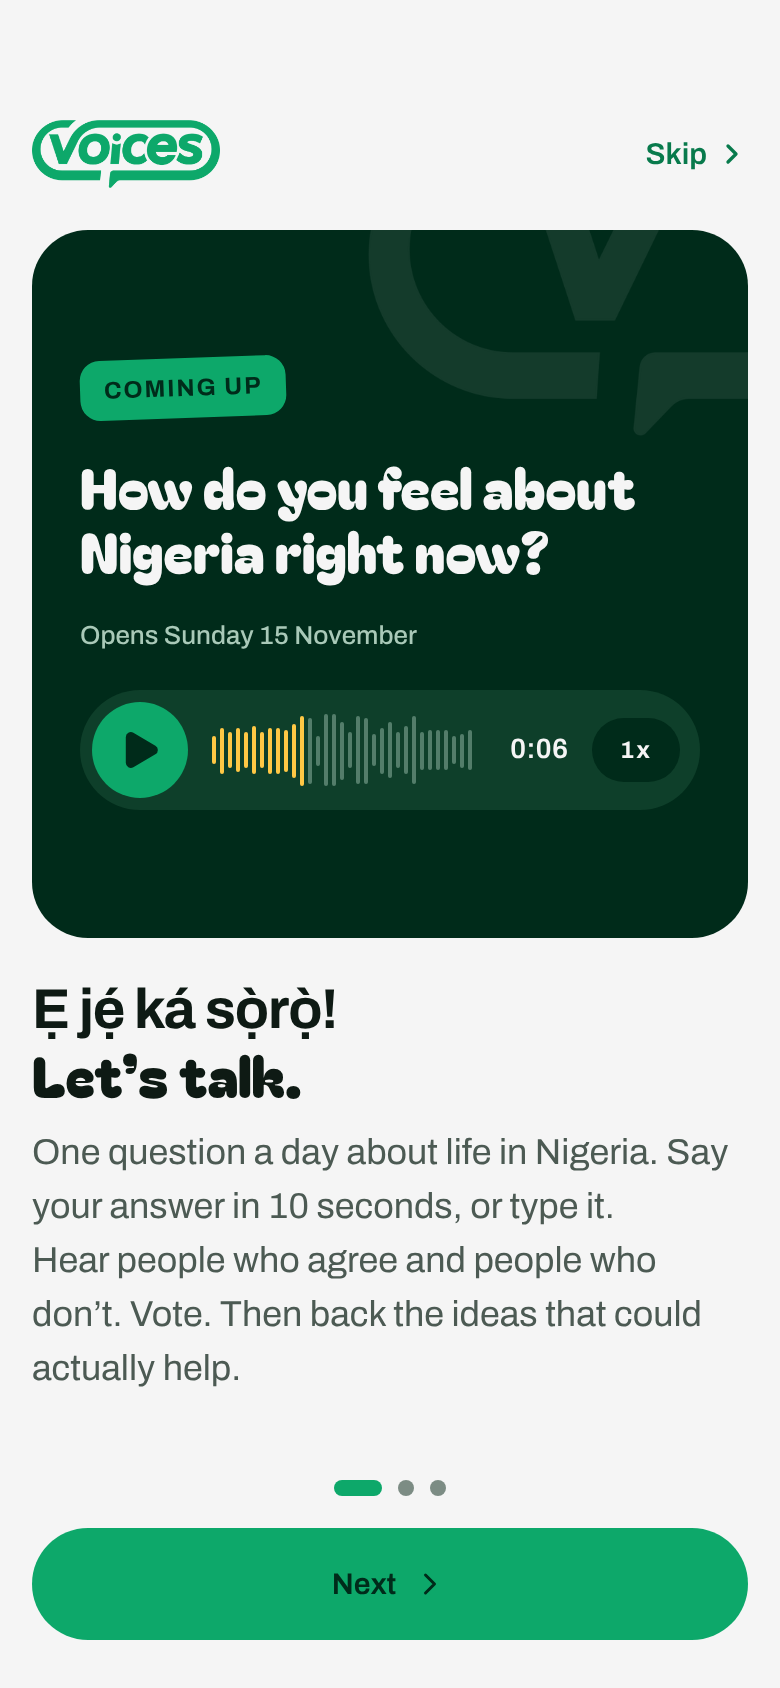 Voices
Skip
COMING UP
How do you feel about
Nigeria right now?
Opens Sunday 15 November
0:06
1x
Ẹ jẹ́ ká sọ̀rọ̀!
Let’s talk.
One question a day about life in Nigeria. Say
your answer in 10 seconds, or type it.
Hear people who agree and people who
don’t. Vote. Then back the ideas that could
actually help.
Next